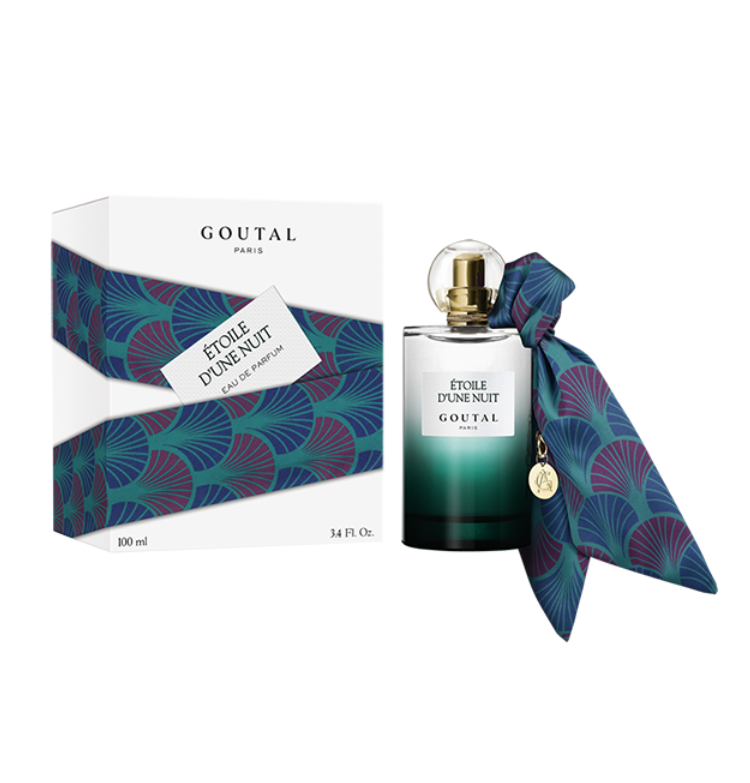 GOUTAL
PARIS
ÉTOILE
D'UNE NUIT
EAU DE PARFUM
100 ml
3.4 Fl. Oz.
ÉTOILE
D'UNE NUIT
GOUTAL
PARIS